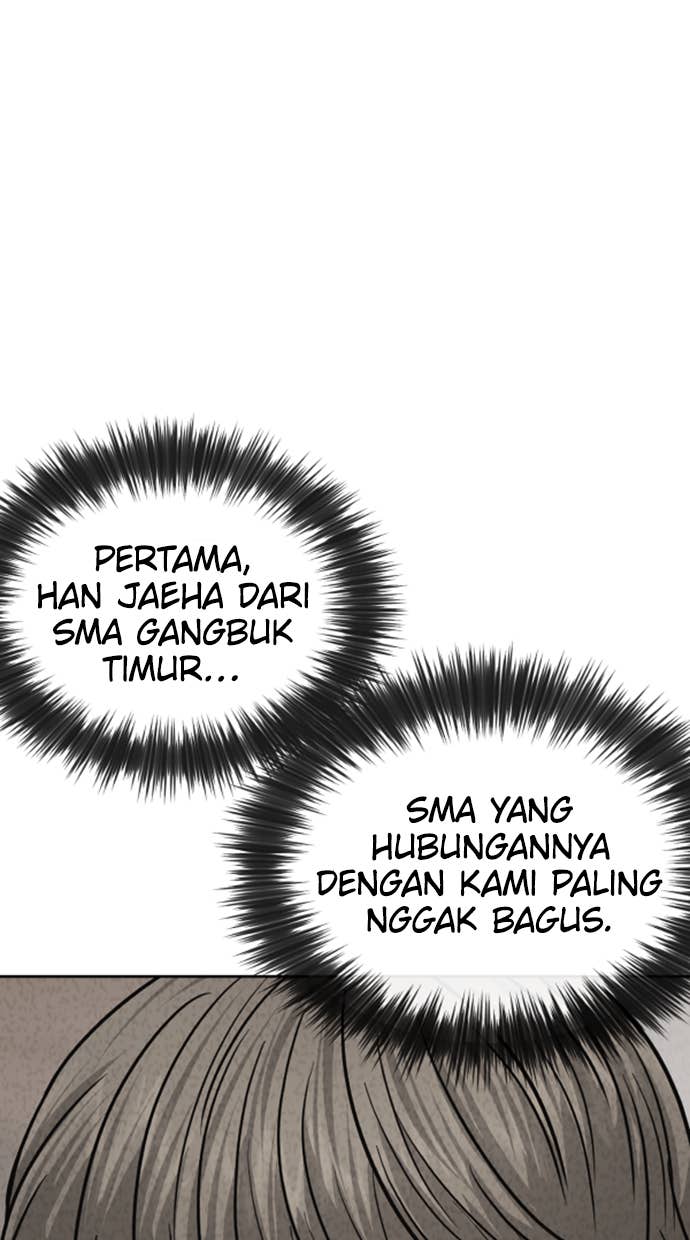 PERTAMA,
HAN JAEHA DARI
SMA GANGBUK
TIMUR...
SMA YANG
HUBUNGANNYA
DENGAN KAMI PALING
NGGAK BAGUS.